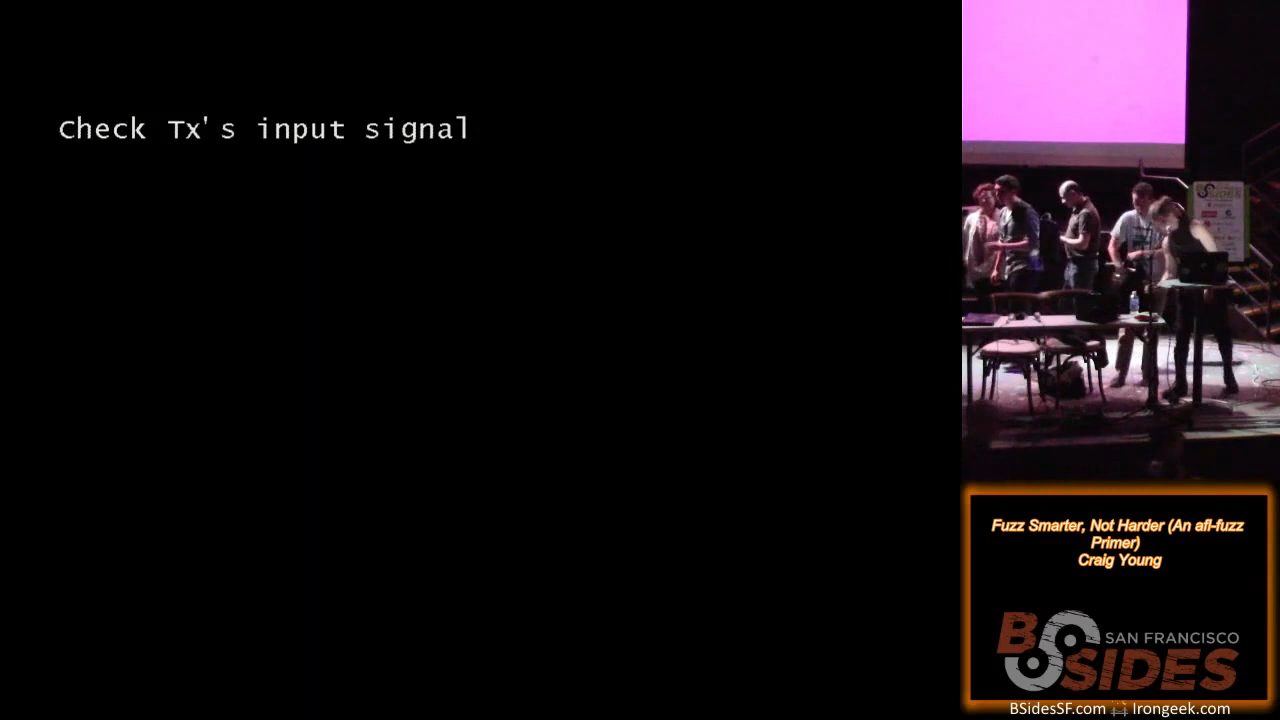 Check Tx's input signal
BSIDES
Fuzz Smarter, Not Harder (An afl-fuzz
Primer)
Craig Young
BSIDES
SAN FRANCISCO
BSidesSF.com Irongeek.com